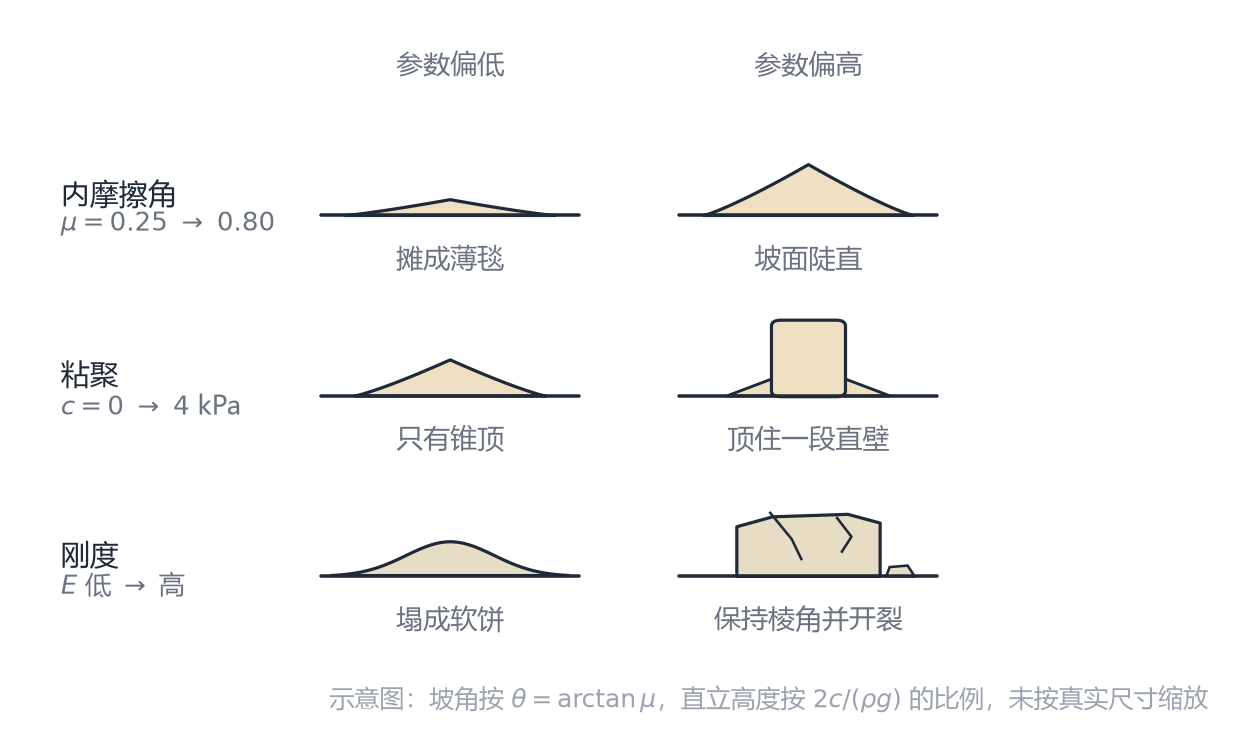 参数偏低
参数偏高
内摩擦角
μ = 0.25 → 0.80
摊成薄毯
坡面陡直
粘聚
c = 0 → 4 kPa
只有锥顶
顶住一段直壁
刚度
E 低 → 高
塌成软饼
保持棱角并开裂
示意图：坡角按 θ = arctan μ，直立高度按 2c/(ρg) 的比例，未按真实尺寸缩放